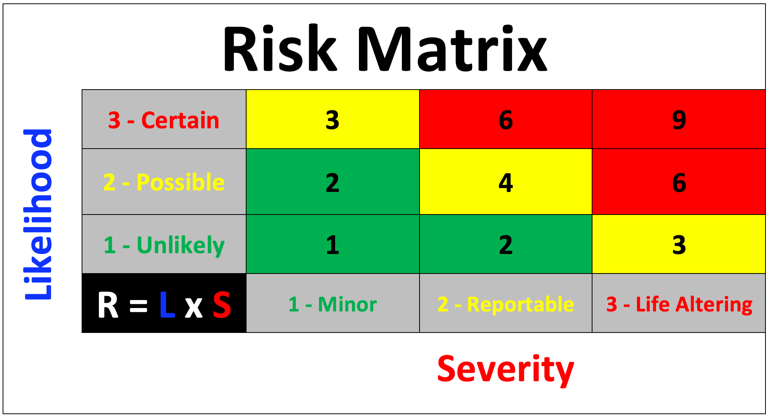 Risk Matrix
Likelihood
3 - Certain 3 6 9
2 - Possible 2 4 6
1 - Unlikely 1 2 3
R = L x S 1 - Minor 2 - Reportable 3 - Life Altering
Severity